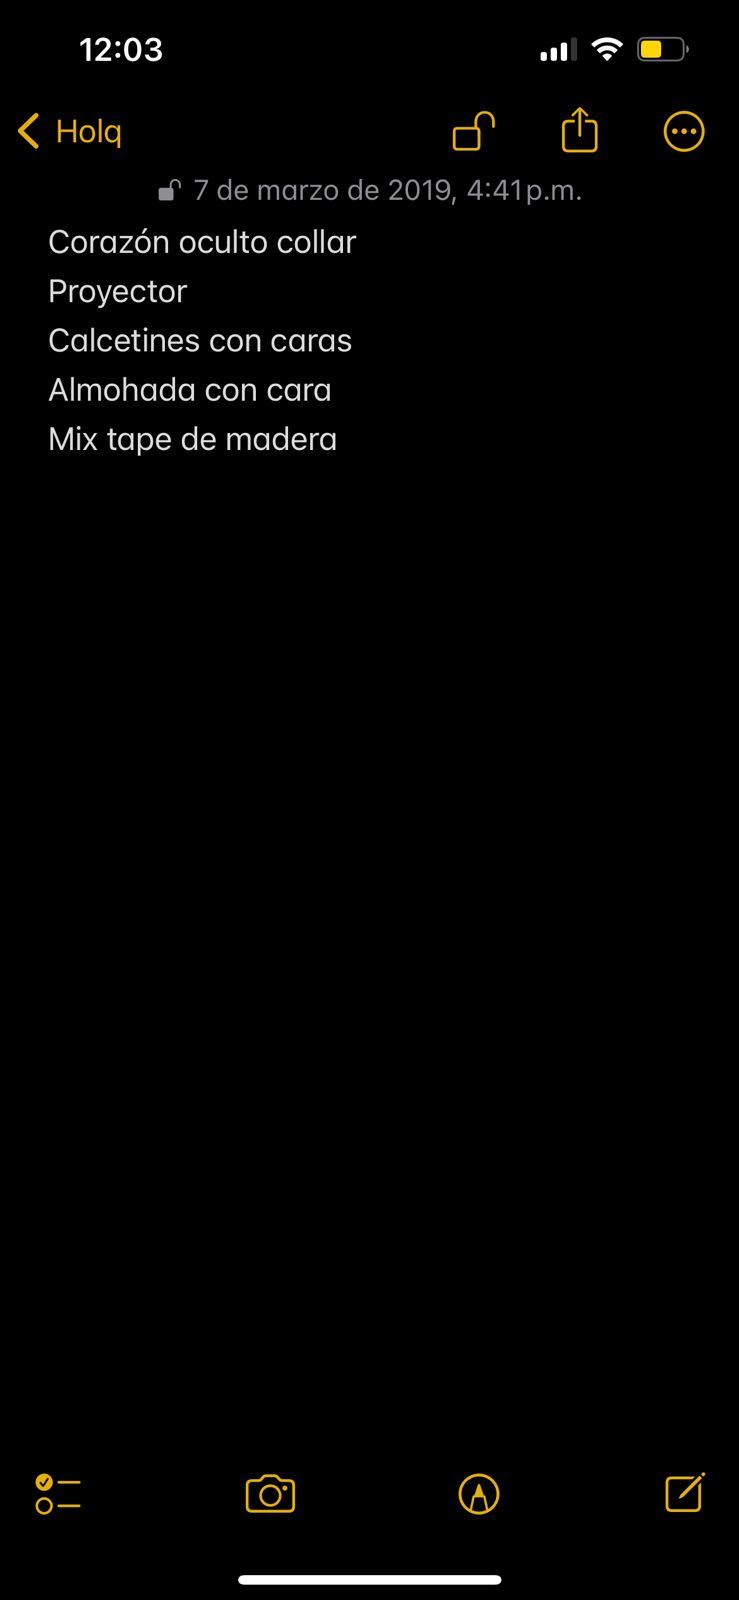 12:03
Holq
7 de marzo de 2019, 4:41 p.m.
Corazón oculto collar
Proyector
Calcetines con caras
Almohada con cara
Mix tape de madera